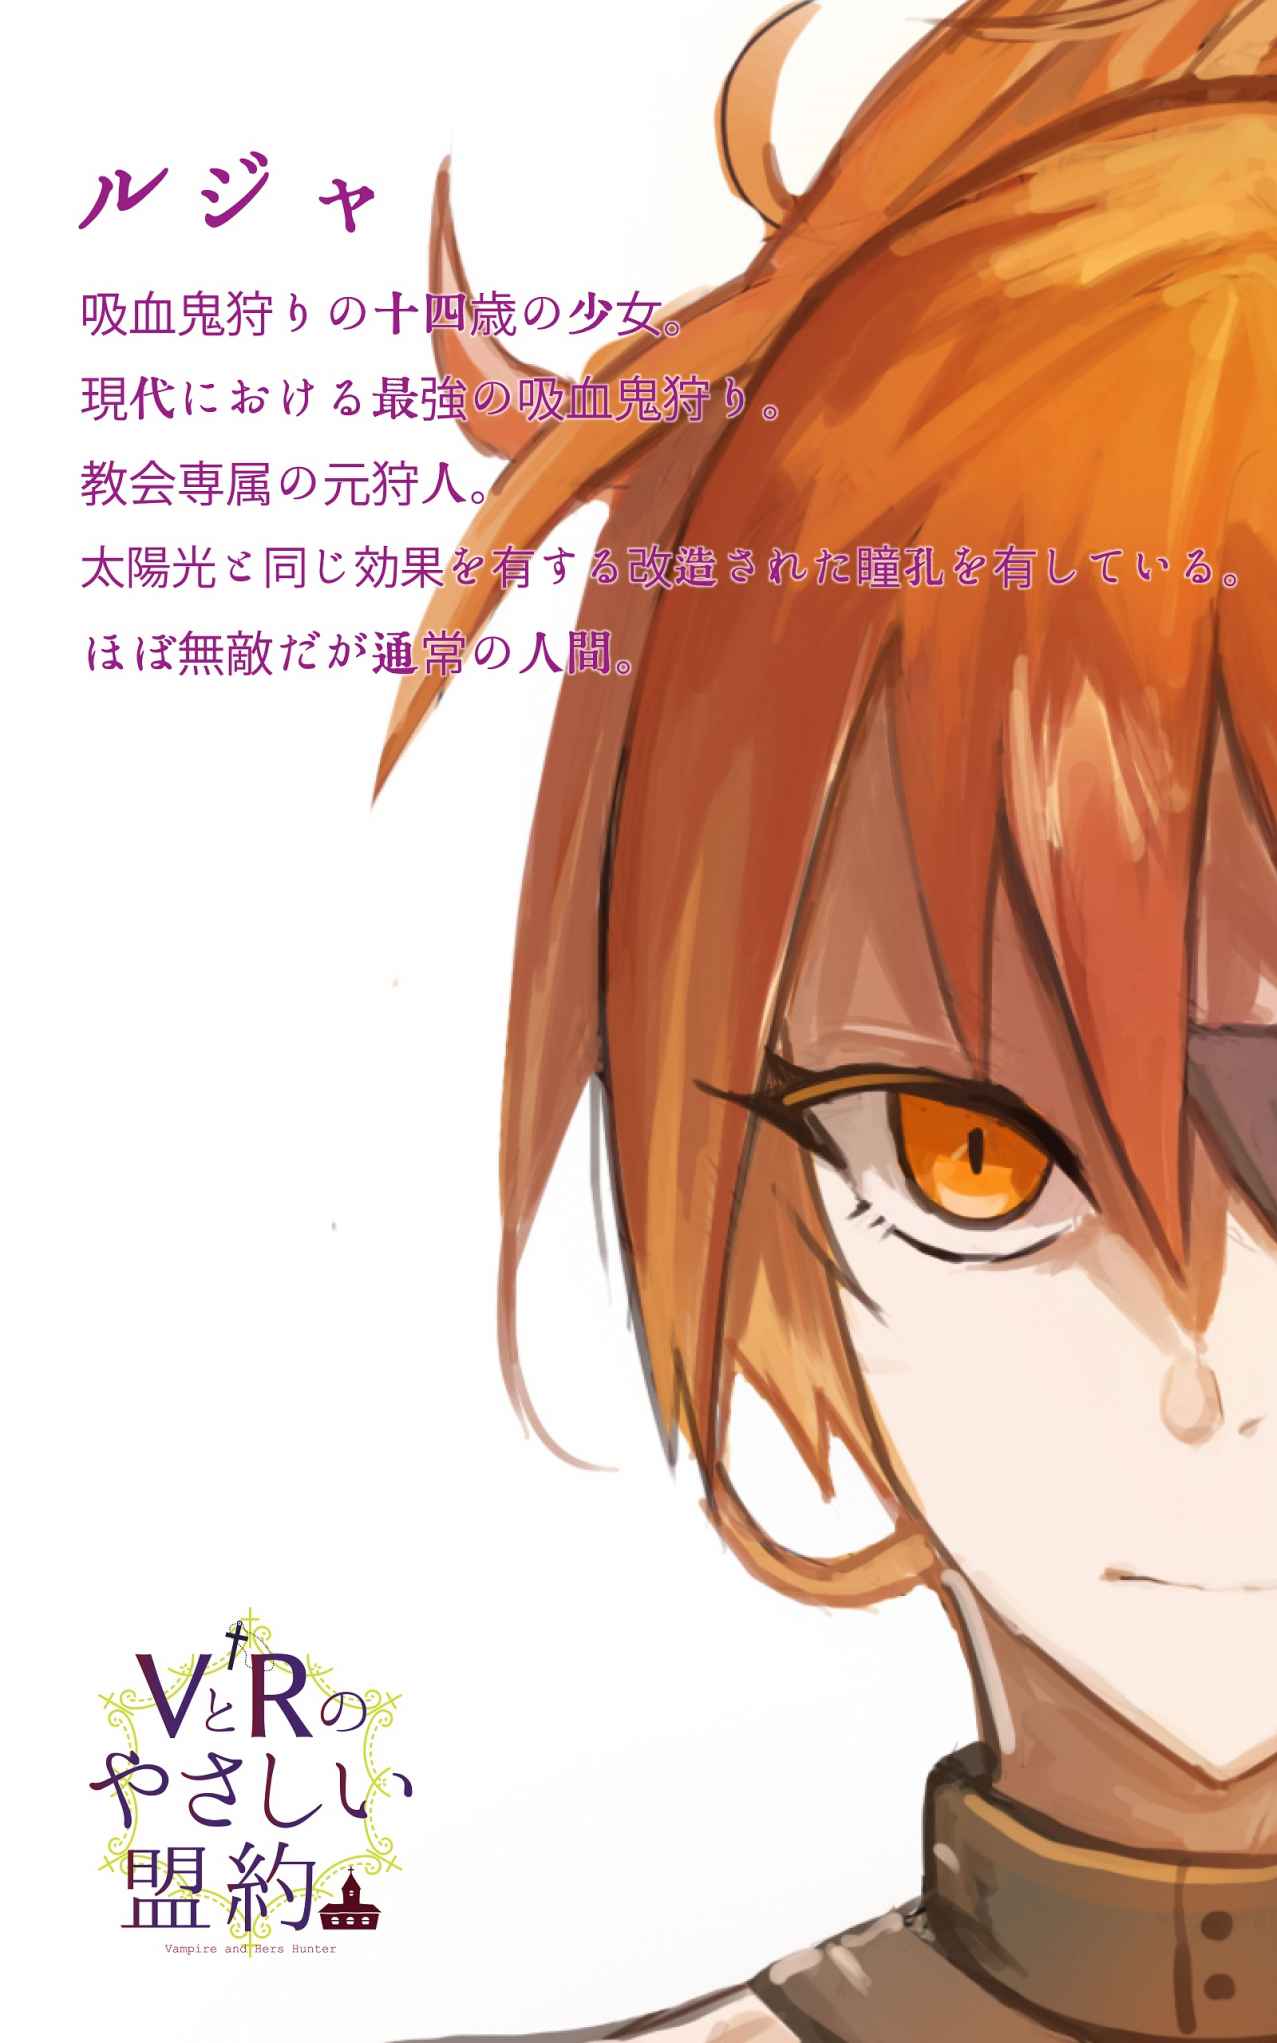 ルジャ
吸血鬼狩りの十四歳の少女。
現代における最強の吸血鬼狩り。
教会専属の元狩人。
太陽光と同じ効果を有する改造された瞳孔を有している。
ほぼ無敵だが通常の人間。
VとRの
やさしい
盟約
Vampire and Hers Hunter